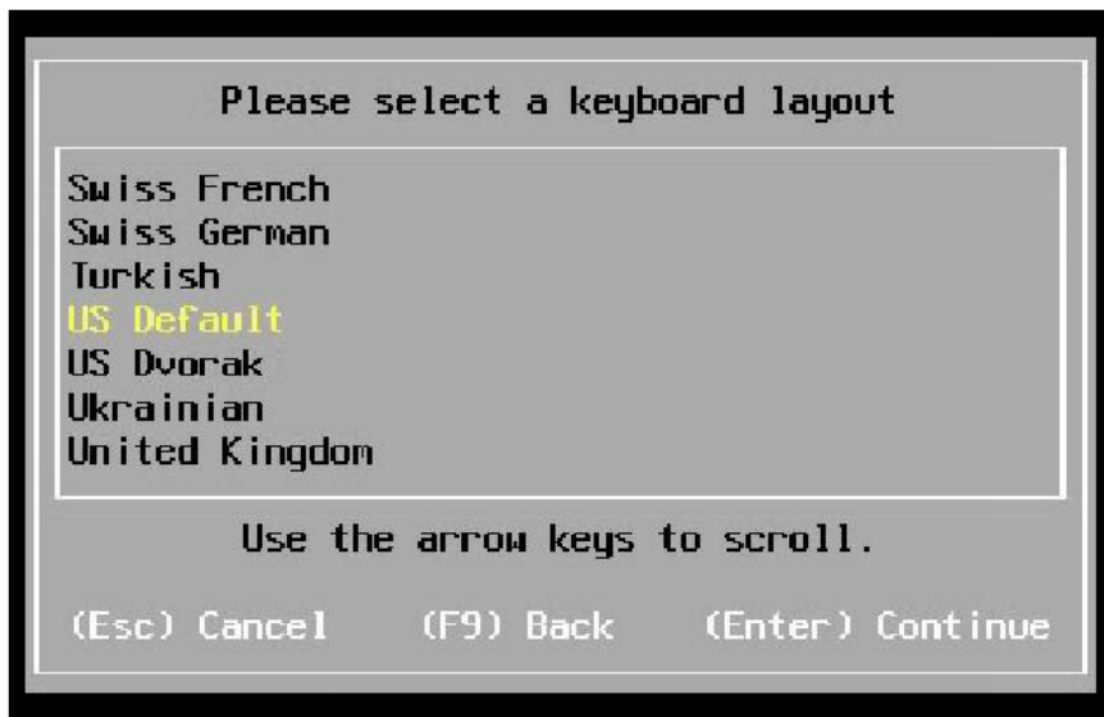 Please select a keyboard layout
Swiss French
Swiss German
Turkish
US Default
US Dvorak
Ukrainian
United Kingdom
Use the arrow keys to scroll.
(Esc) Cancel (F9) Back (Enter) Continue